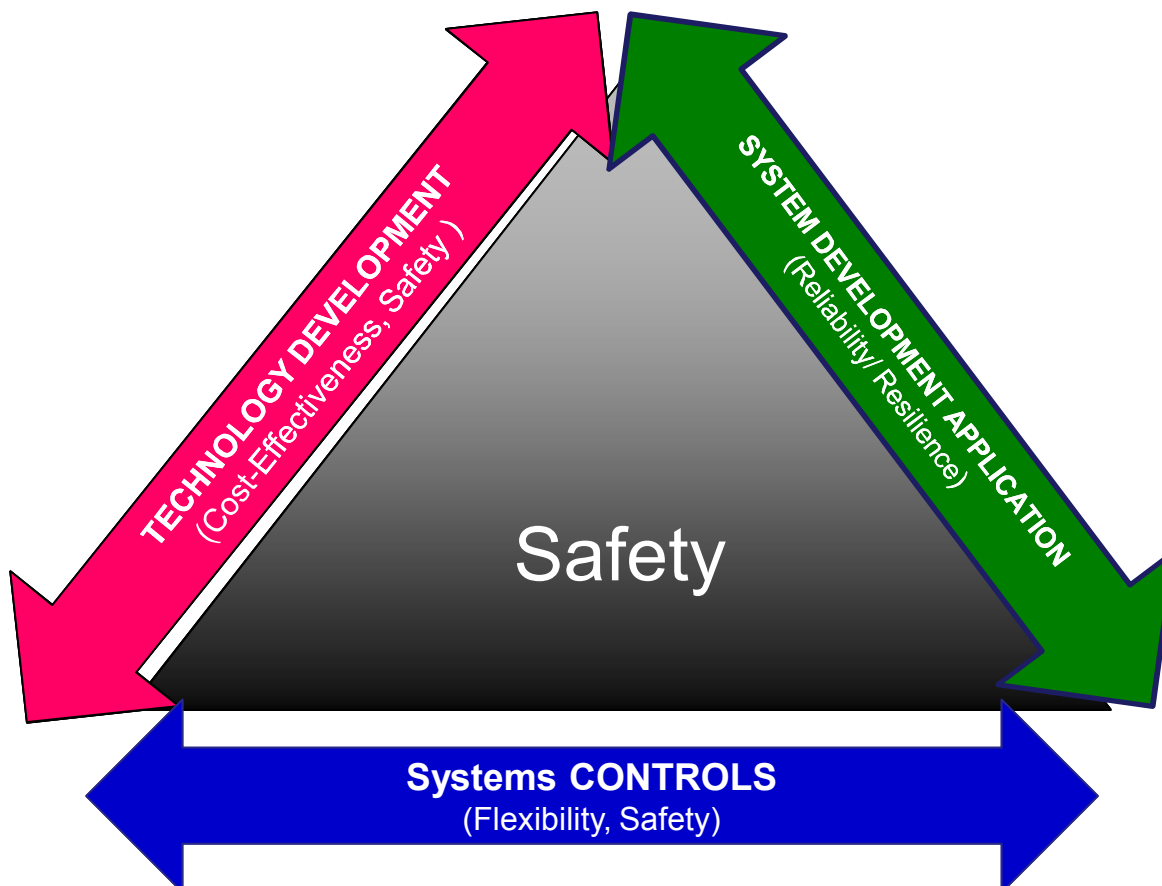 TECHNOLOGY DEVELOPMENT
(Cost-Effectiveness, Safety )
SYSTEM DEVELOPMENT APPLICATION
(Reliability/ Resilience)
Safety
Systems CONTROLS
(Flexibility, Safety)